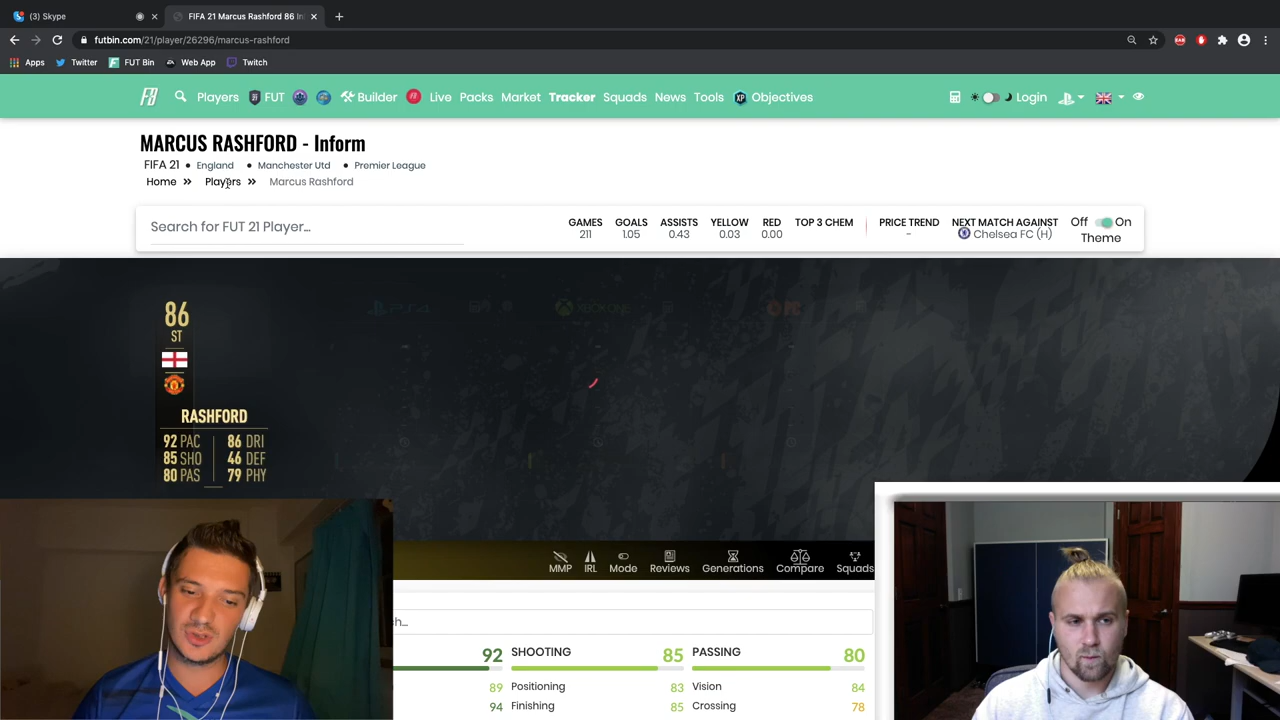 (3) Skype
FIFA 21 Marcus Rashford 86 In
futbin.com/21/player/26296/marcus-rashford
Apps Twitter FUT Bin Web App Twitch
Players FUT Builder Live Packs Market Tracker Squads News Tools XP Objectives Login
MARCUS RASHFORD - Inform
FIFA 21 • England • Manchester Utd • Premier League
Home » Players » Marcus Rashford
Search for FUT 21 Player...
GAMES GOALS ASSISTS YELLOW RED TOP 3 CHEM PRICE TREND NEXT MATCH AGAINST Off On
211 1.05 0.43 0.03 0.00 - Chelsea FC (H) Theme
PS4 XBOX ONE PC
86
ST
RASHFORD
92 PAC 86 DRI
85 SHO 46 DEF
80 PAS 79 PHY
MMP IRL Mode Reviews Generations Compare Squads
ch...
92 SHOOTING 85 PASSING 80
89 Positioning 83 Vision 84
94 Finishing 85 Crossing 78